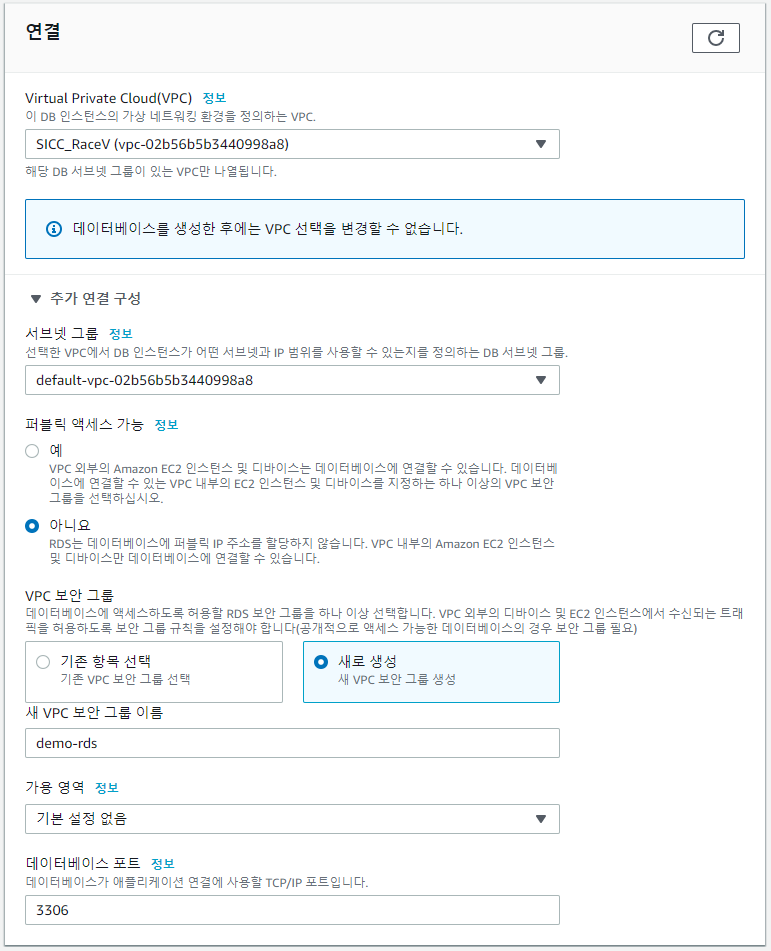 연결
Virtual Private Cloud(VPC) 정보
이 DB 인스턴스의 가상 네트워킹 환경을 정의하는 VPC.
SICC_RaceV (vpc-02b56b5b3440998a8)
해당 DB 서브넷 그룹이 있는 VPC만 나열됩니다.
데이터베이스를 생성한 후에는 VPC 선택을 변경할 수 없습니다.
추가 연결 구성
서브넷 그룹 정보
선택한 VPC에서 DB 인스턴스가 어떤 서브넷과 IP 범위를 사용할 수 있는지를 정의하는 DB 서브넷 그룹.
default-vpc-02b56b5b3440998a8
퍼블릭 액세스 가능 정보
예
VPC 외부의 Amazon EC2 인스턴스 및 디바이스는 데이터베이스에 연결할 수 있습니다. 데이터베
이스에 연결할 수 있는 VPC 내부의 EC2 인스턴스 및 디바이스를 지정하는 하나 이상의 VPC 보안
그룹을 선택하십시오.
아니요
RDS는 데이터베이스에 퍼블릭 IP 주소를 할당하지 않습니다. VPC 내부의 Amazon EC2 인스턴스
및 디바이스만 데이터베이스에 연결할 수 있습니다.
VPC 보안 그룹
데이터베이스에 액세스하도록 허용할 RDS 보안 그룹을 하나 이상 선택합니다. VPC 외부의 디바이스 및 EC2 인스턴스에서 수신되는 트래
픽을 허용하도록 보안 그룹 규칙을 설정해야 합니다(공개적으로 액세스 가능한 데이터베이스의 경우 보안 그룹 필요)
기존 항목 선택
기존 VPC 보안 그룹 선택
새로 생성
새 VPC 보안 그룹 생성
새 VPC 보안 그룹 이름
demo-rds
가용 영역 정보
기본 설정 없음
데이터베이스 포트 정보
데이터베이스가 애플리케이션 연결에 사용할 TCP/IP 포트입니다.
3306